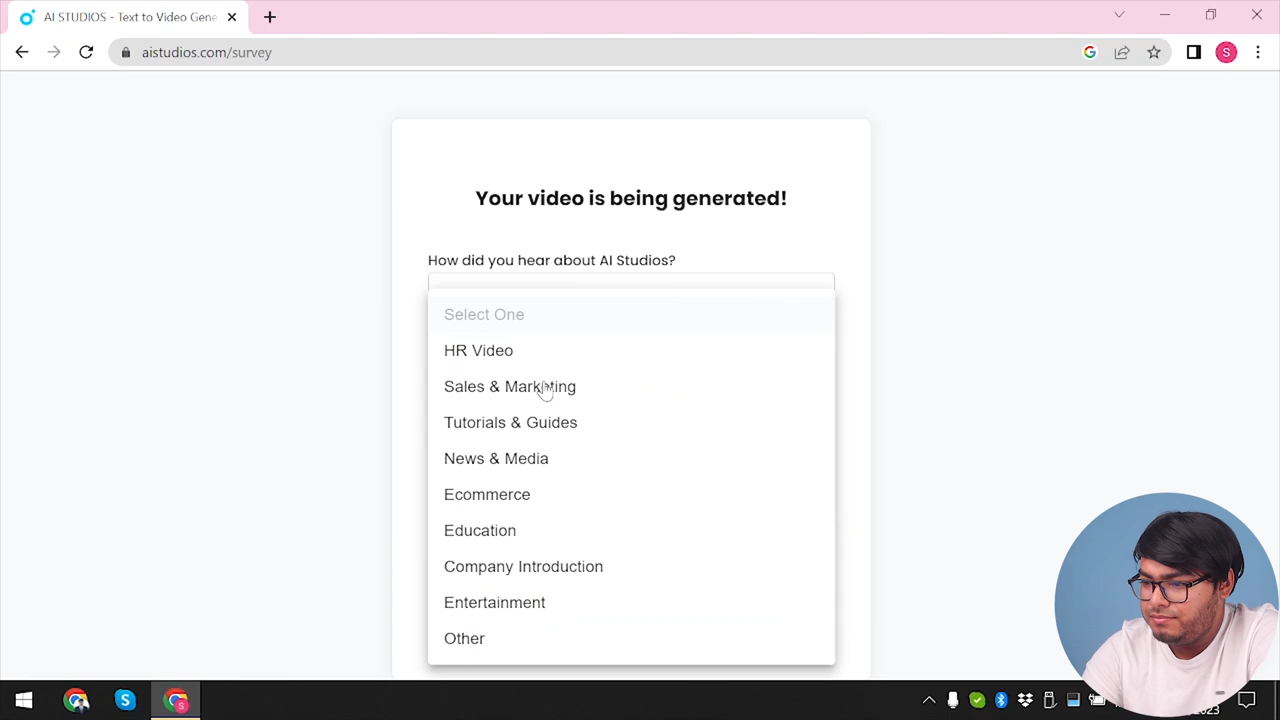 AI STUDIOS - Text to Video Gene
aistudios.com/survey
S
Your video is being generated!
How did you hear about AI Studios?
Select One
HR Video
Sales & Marketing
Tutorials & Guides
News & Media
Ecommerce
Education
Company Introduction
Entertainment
Other